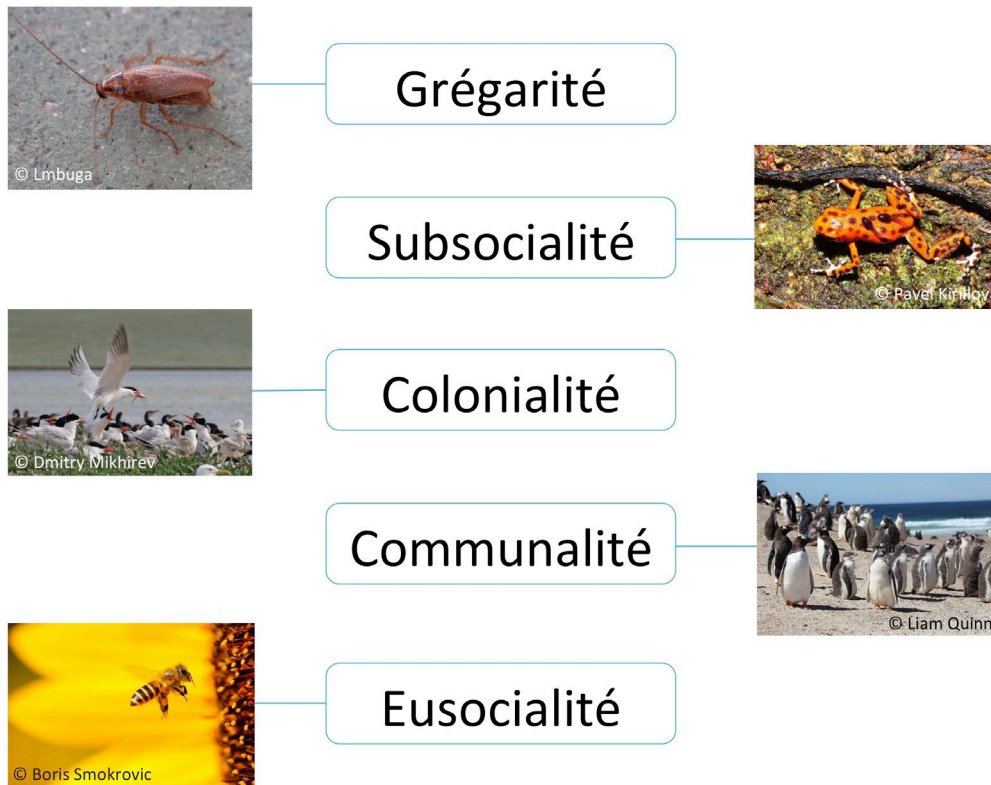 © Lmbuga
Grégarité
Subsocialité
© Pavel Kirillov
Colonialité
© Dmitry Mikhirev
Communalité
© Liam Quinn
Eusocialité
© Boris Smokrovic